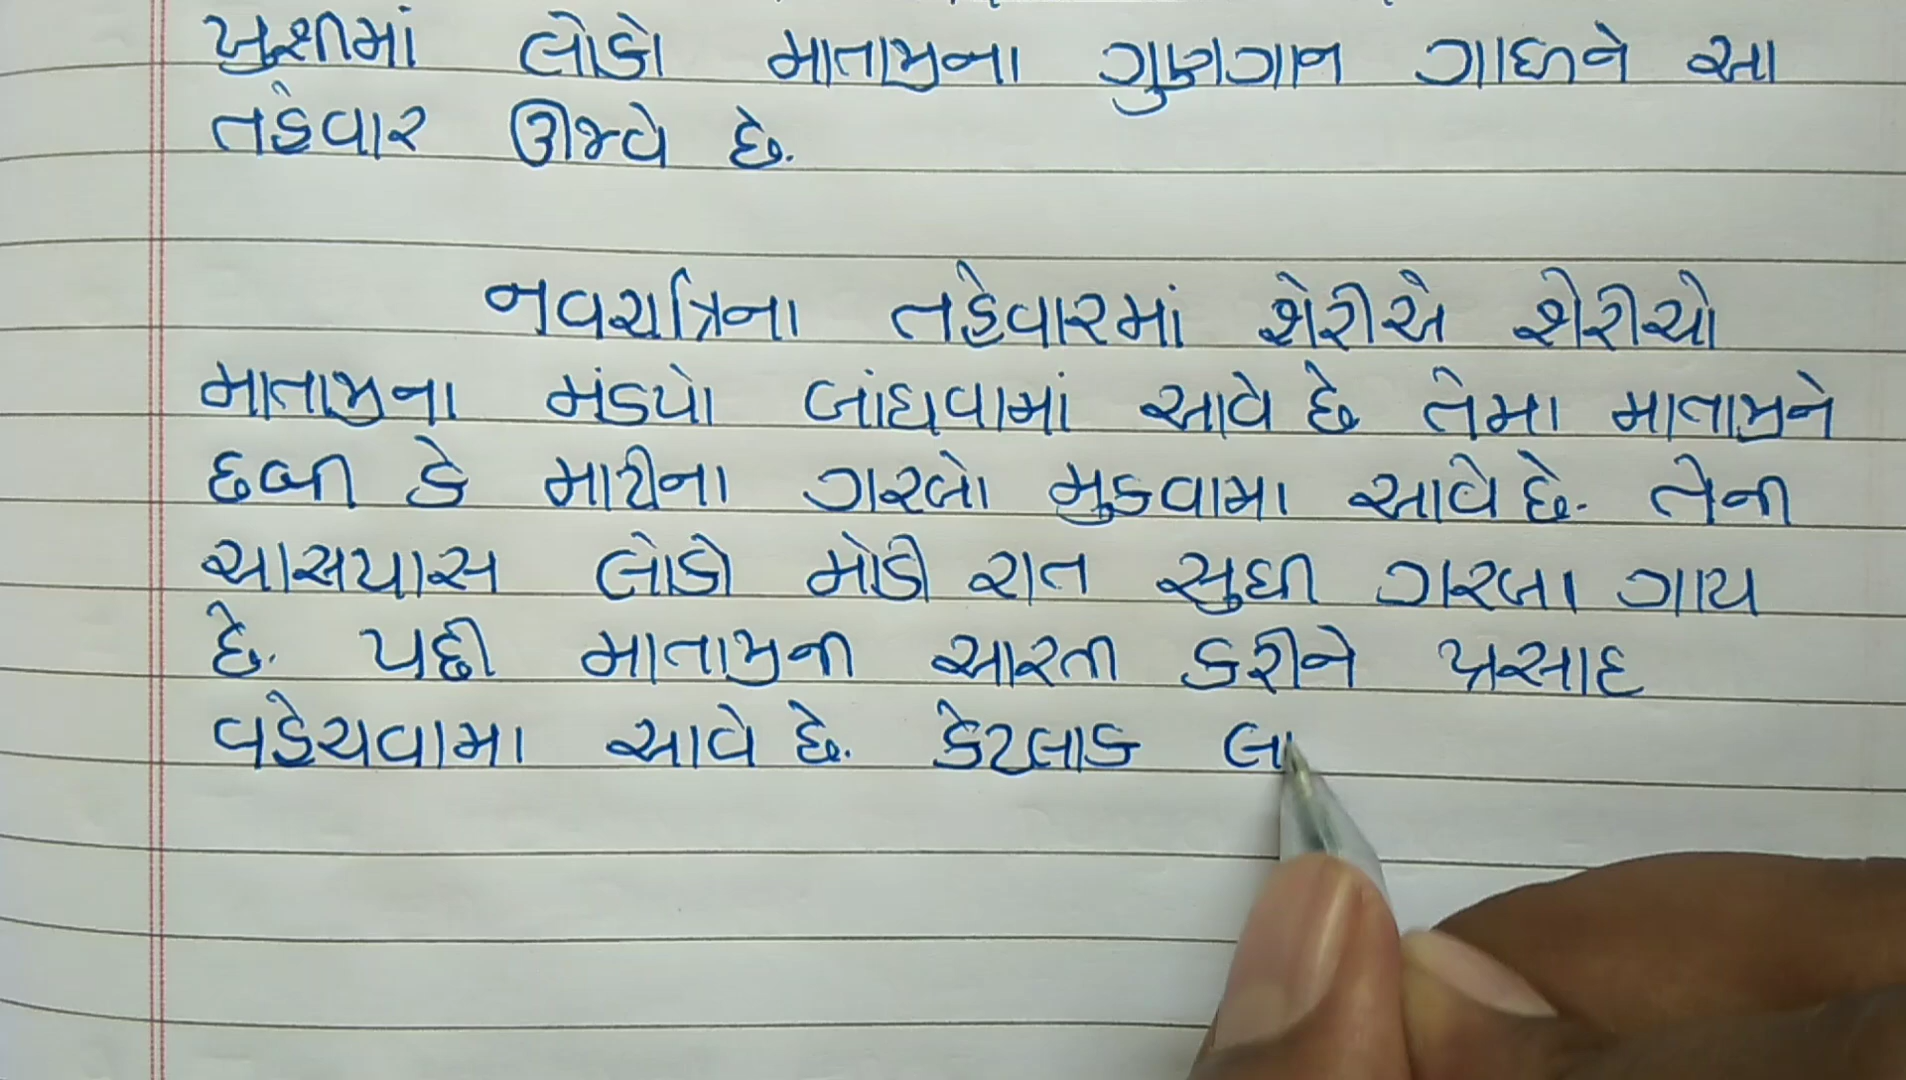 ખુશીમાં લોકો માતાજીના ગુણગાન ગાઈને આ
તહેવાર ઊજવે છે.
નવરાત્રિના તહેવારમાં શેરીએ શેરીઓ
માતાજીના મંડપો બાંધવામાં આવે છે તેમા માતાજીને
છબી કે માટીના ગરબો મુકવામા આવે છે. તેની
આસપાસ લોકો મોડી રાત સુધી ગરબા ગાય
છે. પછી માતાજીની આરતી કરીને પ્રસાદ
વહેચવામા આવે છે. કેટલાક લા